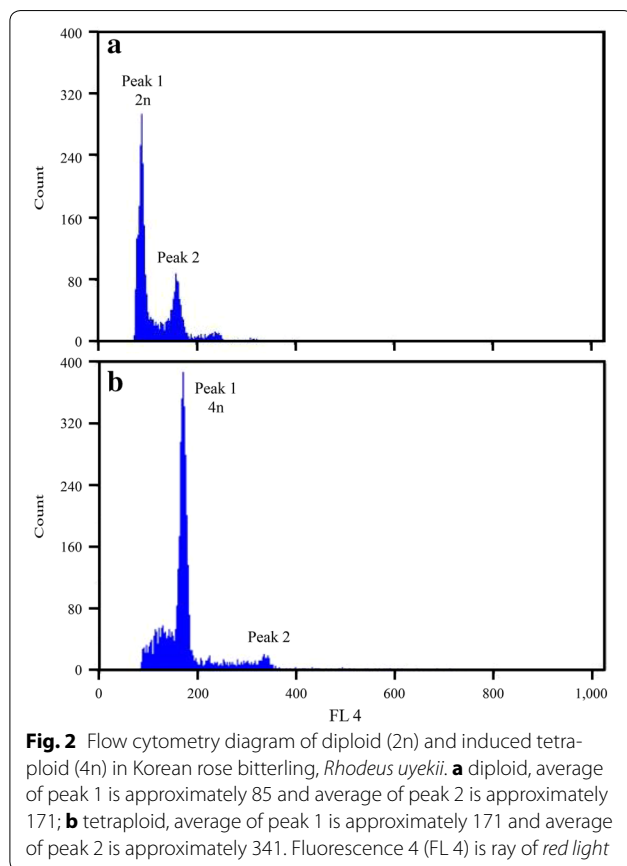 400
a
Peak 1
2n
320
240
Count
160
Peak 2
80
0
400
b
Peak 1
4n
320
240
Count
160
80
Peak 2
0
0 200 400 600 800 1,000
FL 4
Fig. 2 Flow cytometry diagram of diploid (2n) and induced tetra-
ploid (4n) in Korean rose bitterling, Rhodeus uyekii. a diploid, average
of peak 1 is approximately 85 and average of peak 2 is approximately
171; b tetraploid, average of peak 1 is approximately 171 and average
of peak 2 is approximately 341. Fluorescence 4 (FL 4) is ray of red light